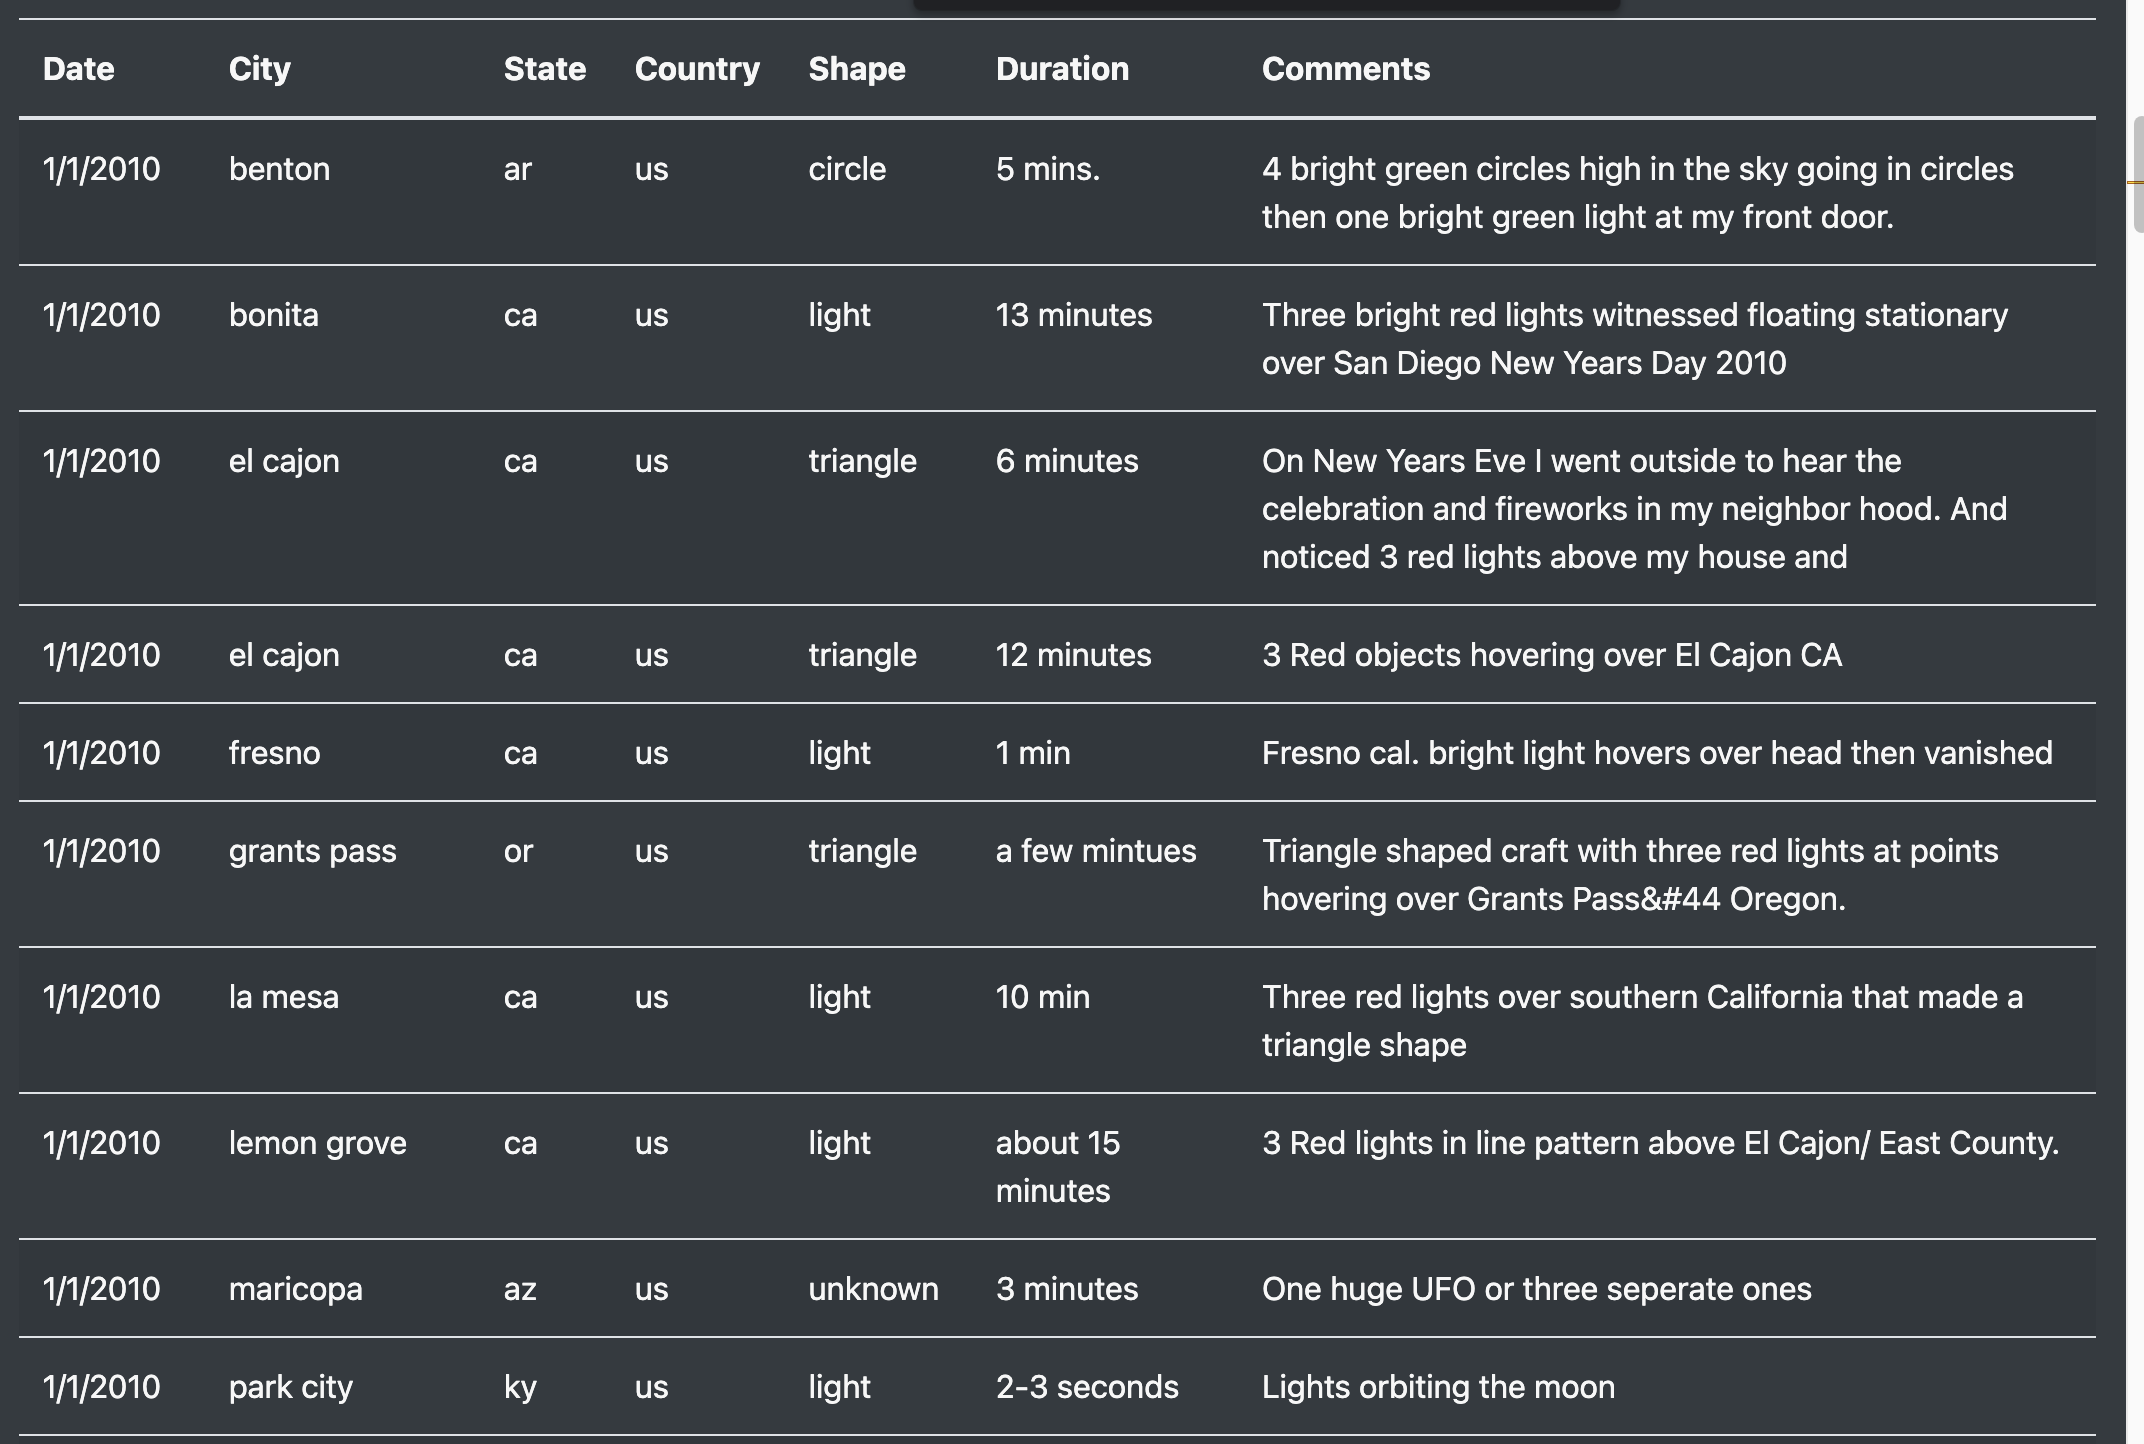 Date City State Country Shape Duration Comments
1/1/2010 benton ar us circle 5 mins. 4 bright green circles high in the sky going in circles
then one bright green light at my front door.
1/1/2010 bonita ca us light 13 minutes Three bright red lights witnessed floating stationary
over San Diego New Years Day 2010
1/1/2010 el cajon ca us triangle 6 minutes On New Years Eve I went outside to hear the
celebration and fireworks in my neighbor hood. And
noticed 3 red lights above my house and
1/1/2010 el cajon ca us triangle 12 minutes 3 Red objects hovering over El Cajon CA
1/1/2010 fresno ca us light 1 min Fresno cal. bright light hovers over head then vanished
1/1/2010 grants pass or us triangle a few mintues Triangle shaped craft with three red lights at points
hovering over Grants Pass&#44 Oregon.
1/1/2010 la mesa ca us light 10 min Three red lights over southern California that made a
triangle shape
1/1/2010 lemon grove ca us light about 15 3 Red lights in line pattern above El Cajon/ East County.
minutes
1/1/2010 maricopa az us unknown 3 minutes One huge UFO or three seperate ones
1/1/2010 park city ky us light 2-3 seconds Lights orbiting the moon